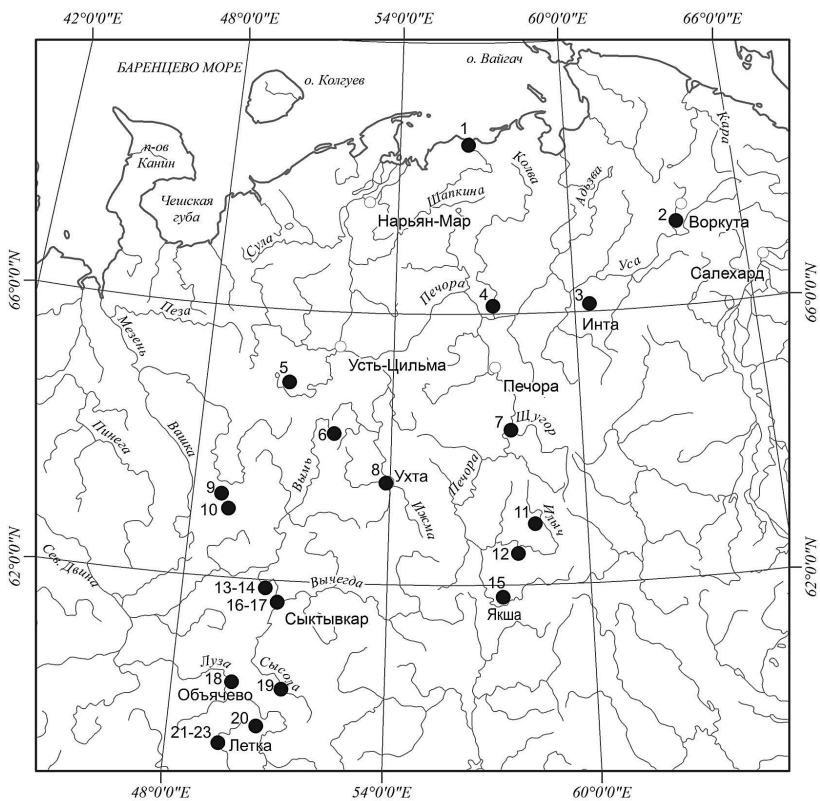 42°0'0"E
48°0'0"E
54°0'0"E
60°0'0"E
66°0'0"E
БАРЕНЦЕВО МОРЕ
о. Вайгач
о. Колгуев
1
Кара
п-ов
Канин
Колва
Адзьва
Шапкина
Чешская
губа
Нарьян-Мар
2
Воркута
Сула
Уса
Салехард
66°0'0"N
66°0'0"N
Печора
4
3
Пеза
Инта
Мезень
Усть-Цильма
5
Печора
Пинега
Вашка
6
7
Щугор
Вымь
8
Ухта
Печора
9
10
Ижма
11
Илыч
12
62°0'0"N
62°0'0"N
Сев. Двина
13-14
Вычегда
15
16-17
Сыктывкар
Якша
Луза
Сысола
18
19
Объячево
20
21-23
Летка
48°0'0"E
54°0'0"E
60°0'0"E